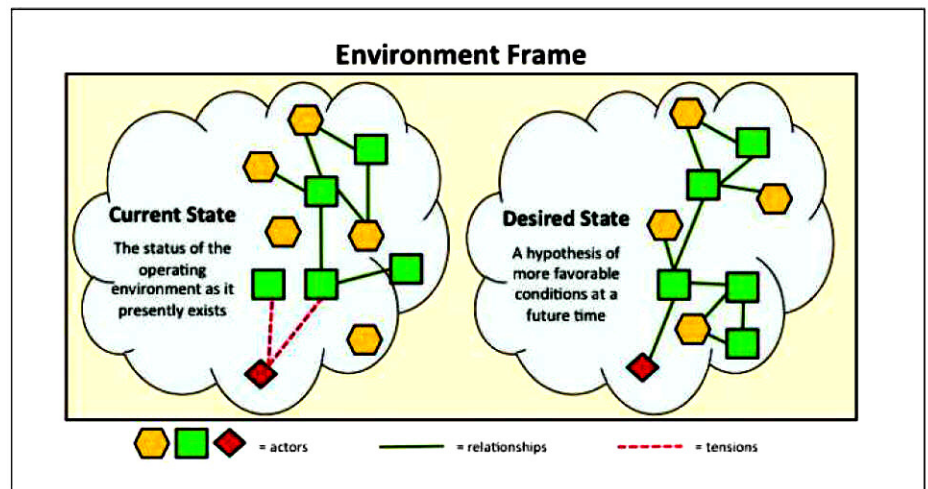 Environment Frame
Current State
The status of the
operating
environment as it
presently exists
Desired State
A hypothesis of
more favorable
conditions at a
future time
= actors
= relationships
= tensions